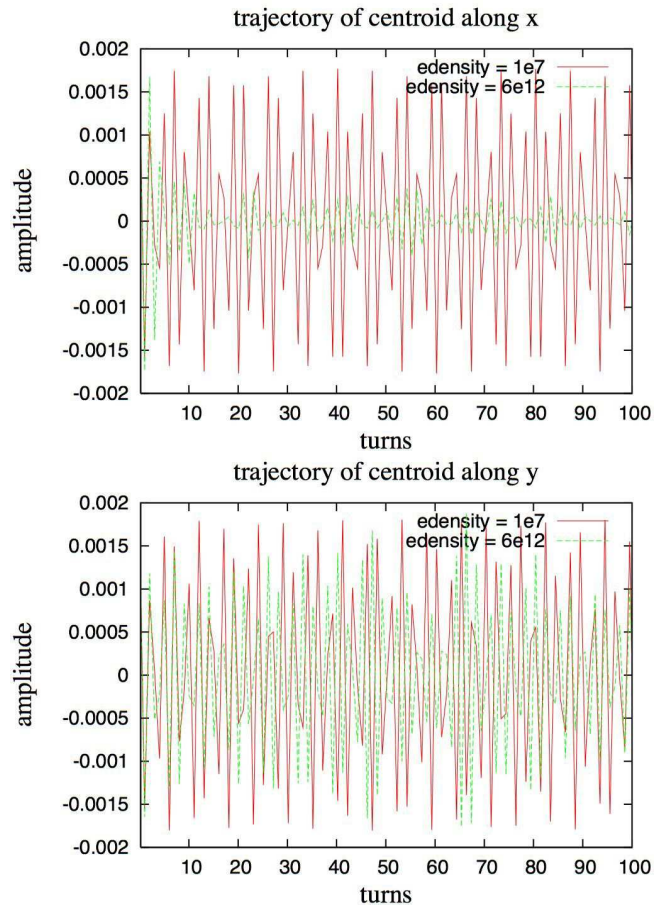 trajectory of centroid along x
0.002
edensity = 1e7
0.0015
edensity = 6e12
0.001
0.0005
amplitude
0
-0.0005
-0.001
-0.0015
-0.002
10 20 30 40 50 60 70 80 90 100
turns
trajectory of centroid along y
0.002
edensity = 1e7
0.0015
edensity = 6e12
0.001
0.0005
amplitude
0
-0.0005
-0.001
-0.0015
-0.002
10 20 30 40 50 60 70 80 90 100
turns